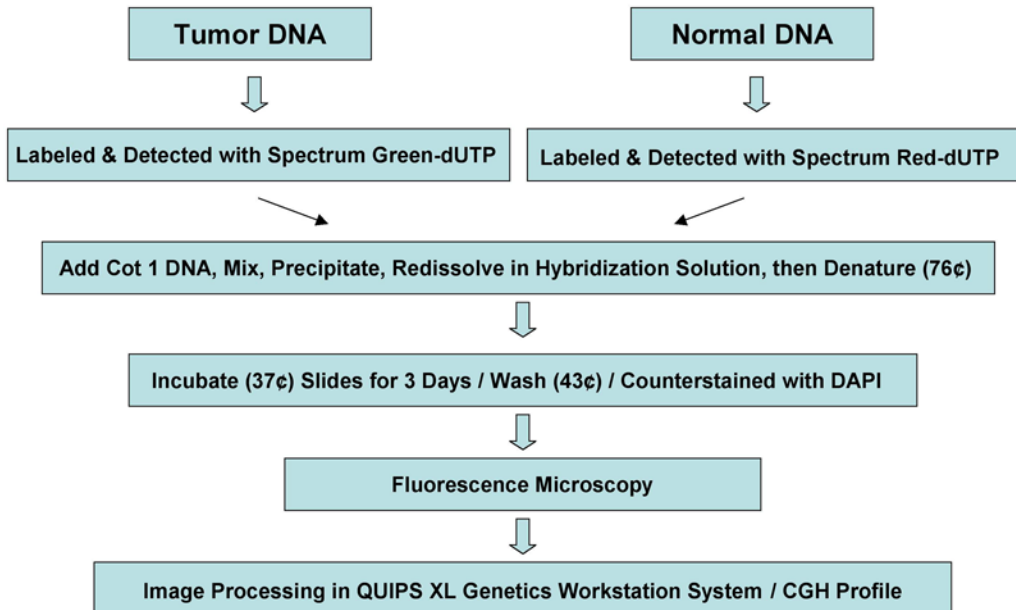 Tumor DNA
Normal DNA
Labeled & Detected with Spectrum Green-dUTP
Labeled & Detected with Spectrum Red-dUTP
Add Cot 1 DNA, Mix, Precipitate, Redissolve in Hybridization Solution, then Denature (76¢)
Incubate (37¢) Slides for 3 Days / Wash (43¢) / Counterstained with DAPI
Fluorescence Microscopy
Image Processing in QUIPS XL Genetics Workstation System / CGH Profile